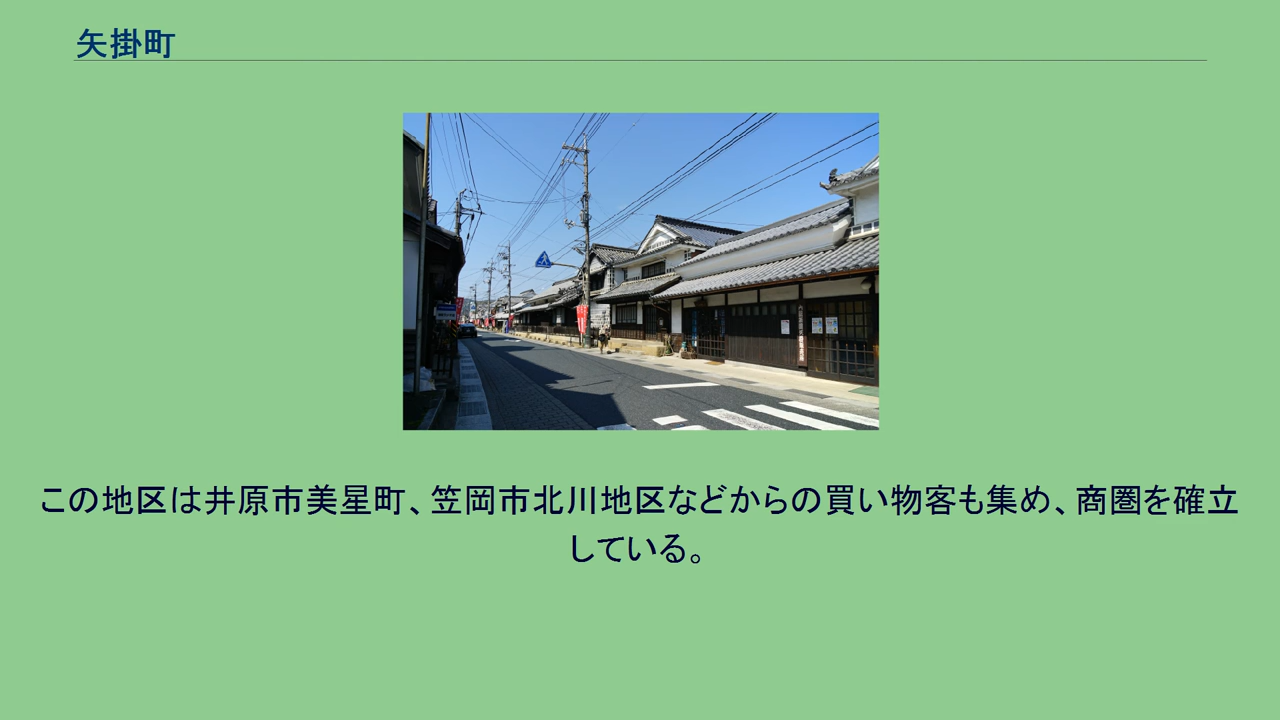 矢掛町
この地区は井原市美星町、笠岡市北川地区などからの買い物客も集め、商圏を確立
している。